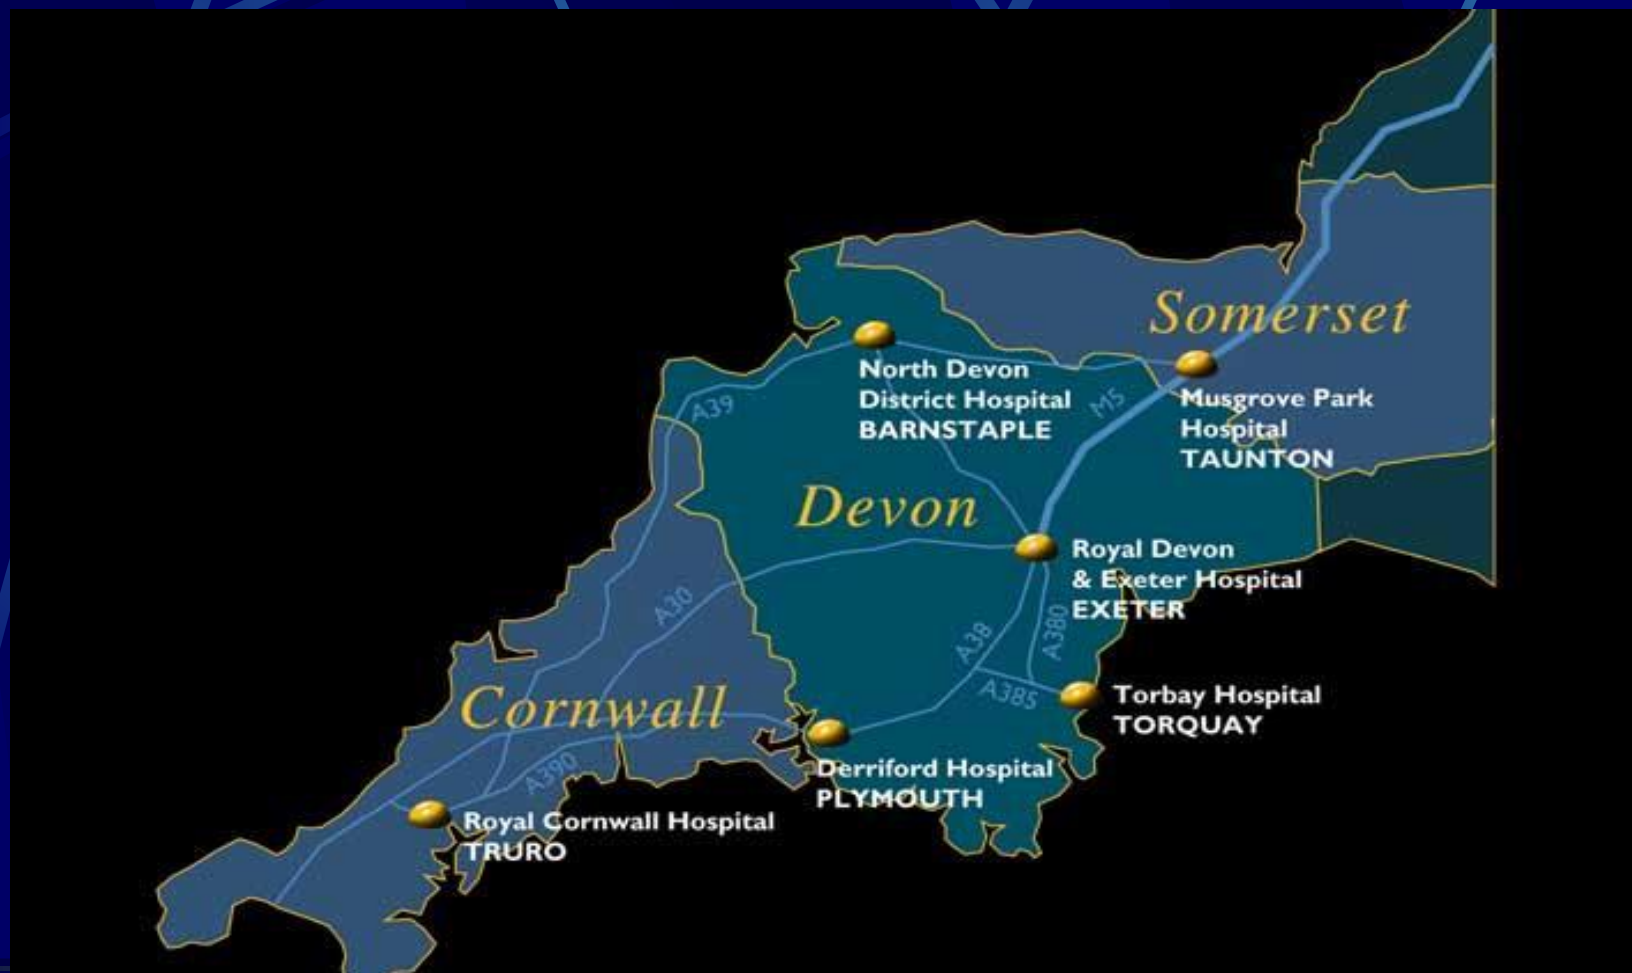 Somerset
North Devon
District Hospital
BARNSTAPLE
M5
Musgrove Park
Hospital
TAUNTON
A39
Devon
Royal Devon
& Exeter Hospital
EXETER
A30
A38
A380
A385
Torbay Hospital
TORQUAY
Cornwall
Derriford Hospital
PLYMOUTH
A390
Royal Cornwall Hospital
TRURO